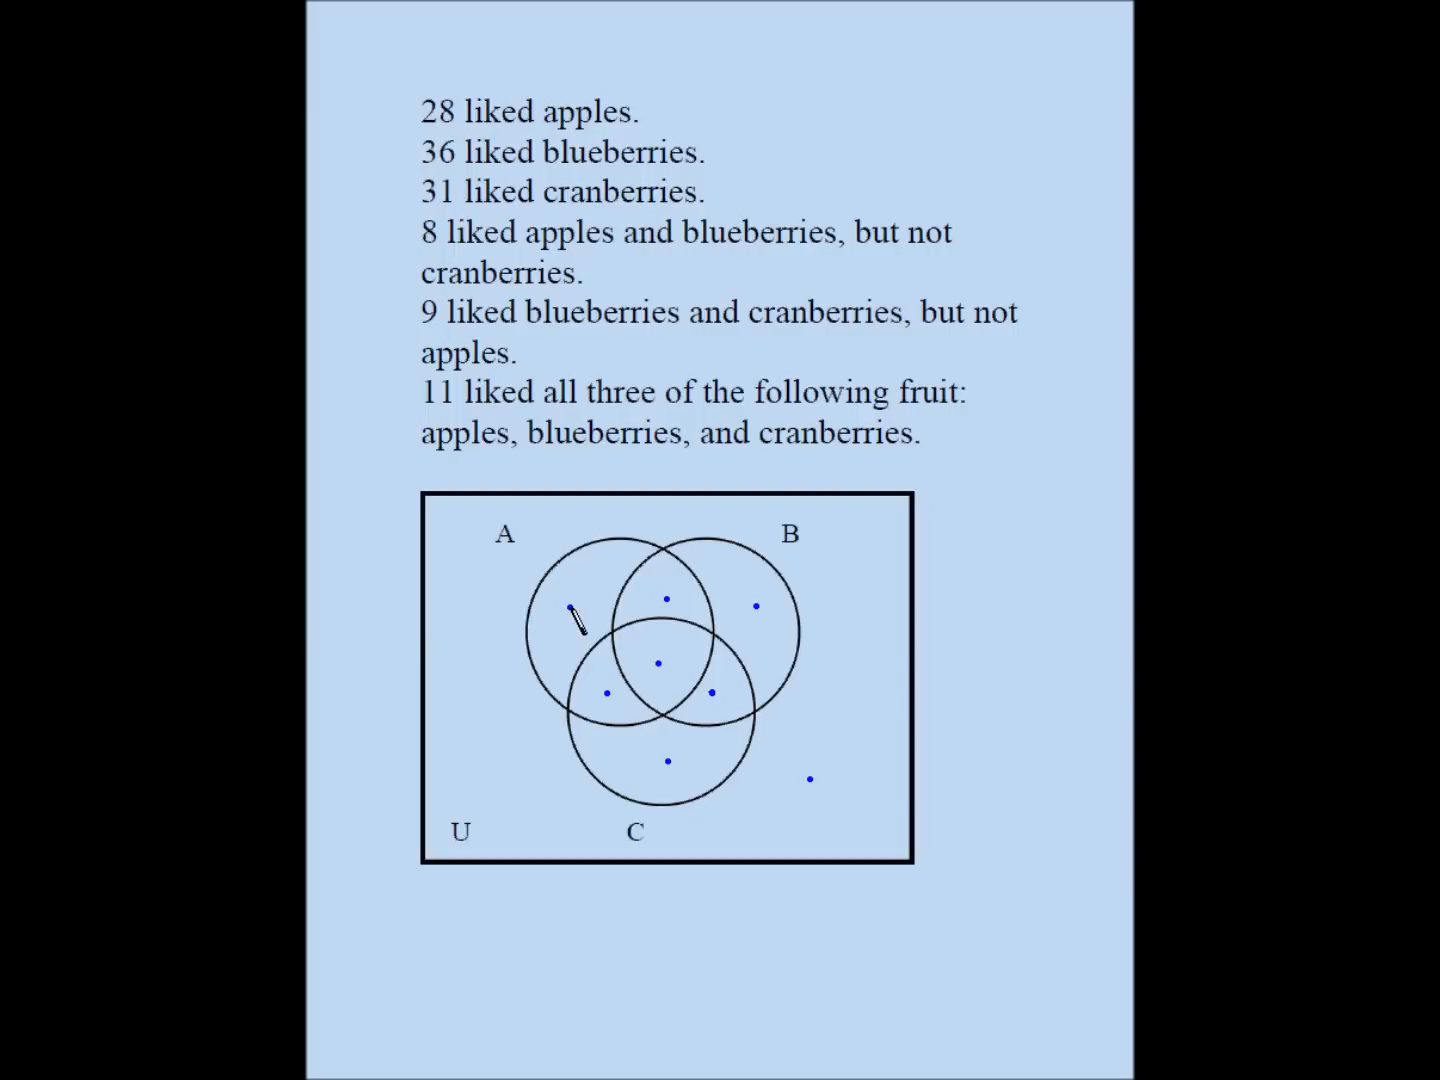 28 liked apples.
36 liked blueberries.
31 liked cranberries.
8 liked apples and blueberries, but not
cranberries.
9 liked blueberries and cranberries, but not
apples.
11 liked all three of the following fruit:
apples, blueberries, and cranberries.
A
B
U
C